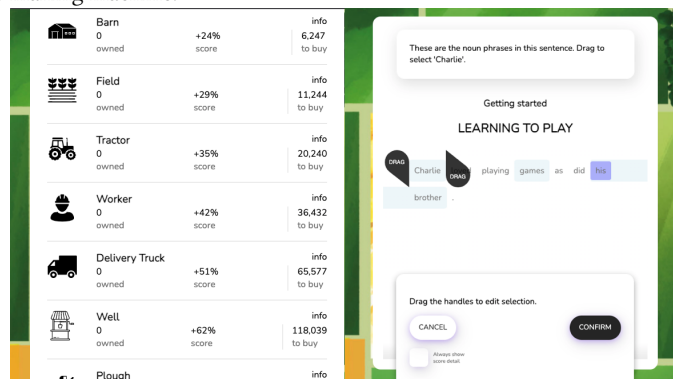 Barn info
0 +24% 6,247
owned score to buy
Field info
0 +29% 11,244
owned score to buy
Tractor info
0 +35% 20,240
owned score to buy
Worker info
0 +42% 36,432
owned score to buy
Delivery Truck info
0 +51% 65,577
owned score to buy
Well info
0 +62% 118,039
owned score to buy
Plough info
These are the noun phrases in this sentence. Drag to
select 'Charlie'.
Getting started
LEARNING TO PLAY
DRAG
DRAG
Charlie playing games as did his
brother .
Drag the handles to edit selection.
CANCEL CONFIRM
Always show
score detail